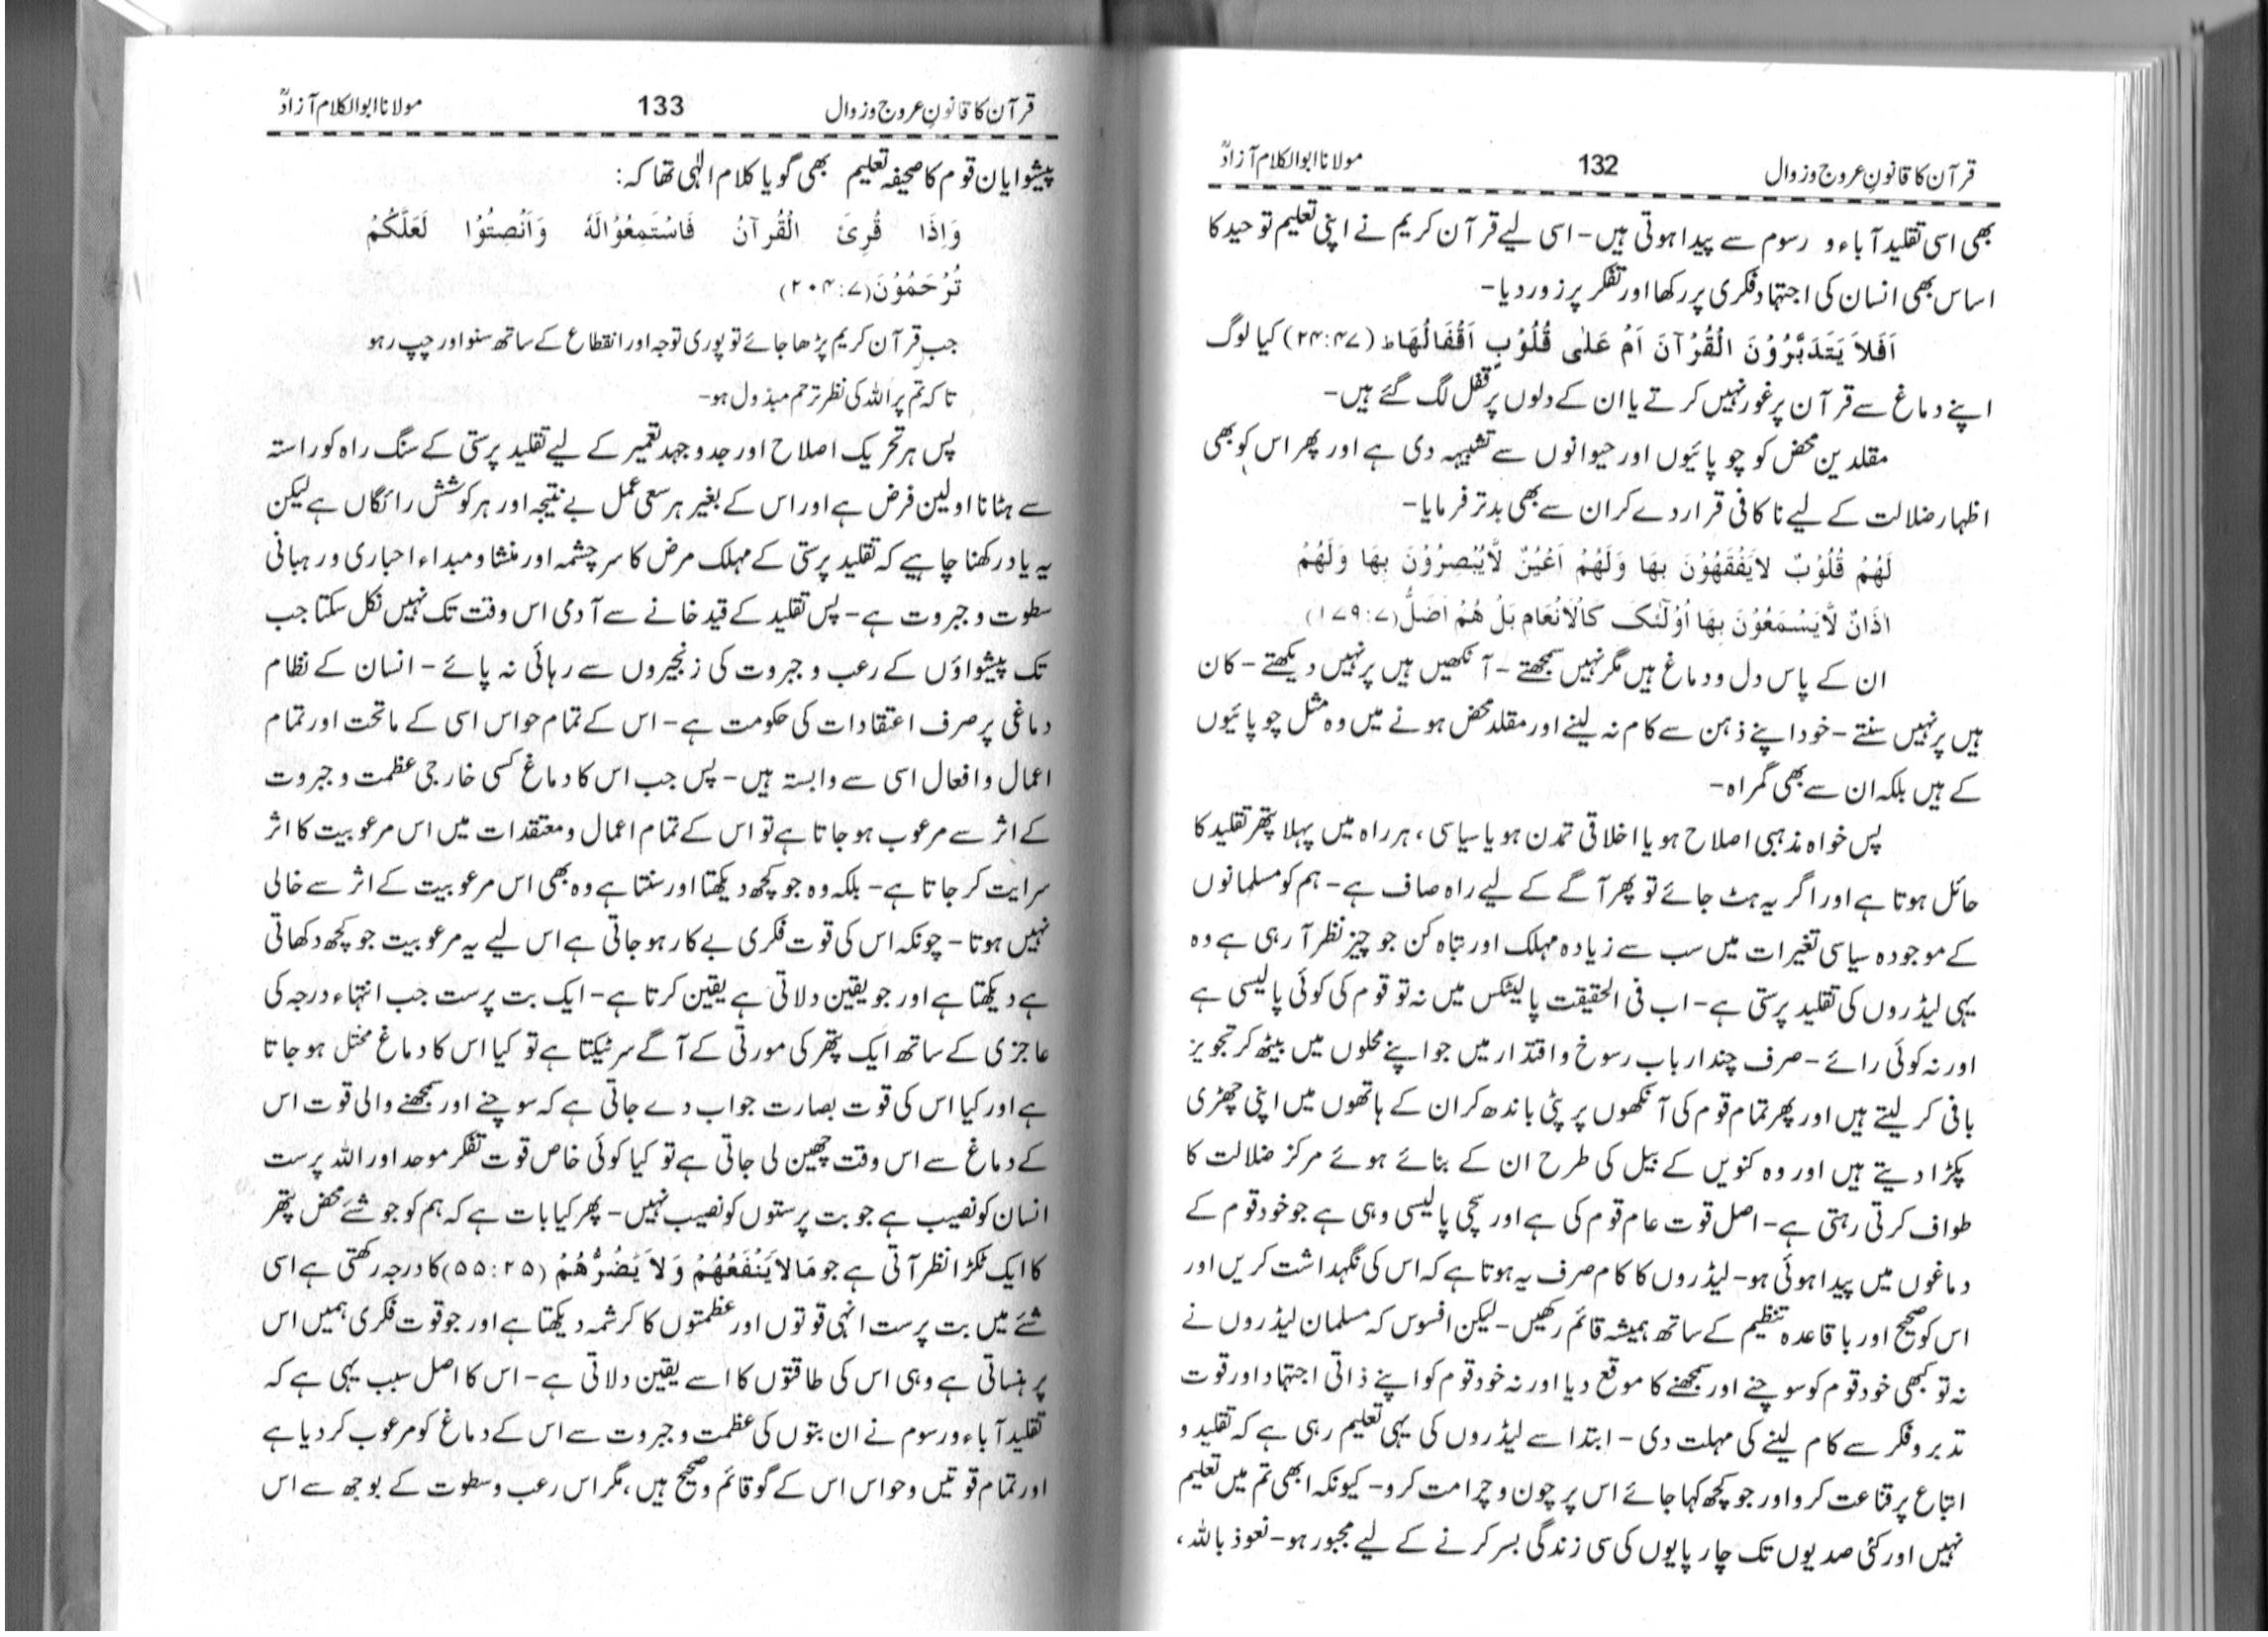 قرآن کا قانونِ عروج و زوال 132 مولانا ابوالکلام آزادؒ
بھی اسی تقلید آباء و رسوم سے پیدا ہوتی ہیں۔ اسی لیے قرآن کریم نے اپنی تعلیم توحید کا
اساس بھی انسان کی اجتہاد فکری پر رکھا اور تفکر پر زور دیا۔
اَفَلاَ یَتَدَبَّرُوْنَ الْقُرْآنَ اَمْ عَلٰی قُلُوْبٍ اَقْفَالُهَاط (۲۴:۴۷) کیا لوگ
اپنے دماغ سے قرآن پر غور نہیں کرتے یا ان کے دلوں پر قفل لگ گئے ہیں۔
مقلدین محض کو چوپائیوں اور حیوانوں سے تشبیہہ دی ہے اور پھر اس کو بھی
اظہار ضلالت کے لیے ناکافی قرار دے کر ان سے بھی بدتر فرمایا۔
لَهُمْ قُلُوْبٌ لایَفْقَهُوْنَ بِهَا وَلَهُمْ اَعْیُنٌ لَّایُبْصِرُوْنَ بِهَا وَلَهُمْ
اٰذَانٌ لَّایَسْمَعُوْنَ بِهَا اُوْلٰٓئِکَ کَالْاَنْعَامِ بَلْ هُمْ اَضَلُّ (۱۷۹:۷)
ان کے پاس دل و دماغ ہیں مگر نہیں سمجھتے۔ آنکھیں ہیں پر نہیں دیکھتے۔ کان
ہیں پر نہیں سنتے۔ خود اپنے ذہن سے کام نہ لینے اور مقلد محض ہونے میں وہ مثل چوپائیوں
کے ہیں بلکہ ان سے بھی گمراہ۔
پس خواہ مذہبی اصلاح ہو یا اخلاقی تمدن ہو یا سیاسی، ہر راہ میں پہلا پتھر تقلید کا
حائل ہوتا ہے اور اگر یہ ہٹ جائے تو پھر آگے کے لیے راہ صاف ہے۔ ہم کو مسلمانوں
کے موجودہ سیاسی تغیرات میں سب سے زیادہ مہلک اور تباہ کن جو چیز نظر آ رہی ہے وہ
یہی لیڈروں کی تقلید پرستی ہے۔ اب فی الحقیقت پالیٹکس میں نہ تو قوم کی کوئی پالیسی ہے
اور نہ کوئی رائے۔ صرف چند ارباب رسوخ و اقتدار میں جو اپنے محلوں میں بیٹھ کر تجویز
بافی کر لیتے ہیں اور پھر تمام قوم کی آنکھوں پر پٹی باندھ کر ان کے ہاتھوں میں اپنی چھڑی
پکڑا دیتے ہیں اور وہ کنویں کے بیل کی طرح ان کے بنائے ہوئے مرکز ضلالت کا
طواف کرتی رہتی ہے۔ اصل قوت عام قوم کی ہے اور سچی پالیسی وہی ہے جو خود قوم کے
دماغوں میں پیدا ہوئی ہو۔ لیڈروں کا کام صرف یہ ہوتا ہے کہ اس کی نگہداشت کریں اور
اس کو صحیح اور باقاعدہ تنظیم کے ساتھ ہمیشہ قائم رکھیں۔ لیکن افسوس کہ مسلمان لیڈروں نے
نہ تو کبھی خود قوم کو سوچنے اور سمجھنے کا موقع دیا اور نہ خود قوم کو اپنے ذاتی اجتہاد اور قوت
تدبر و فکر سے کام لینے کی مہلت دی۔ ابتدا سے لیڈروں کی یہی تعلیم رہی ہے کہ تقلید و
اتباع پر قناعت کرو اور جو کچھ کہا جائے اس پر چون و چرا مت کرو۔ کیونکہ ابھی تم میں تعلیم
نہیں اور کئی صدیوں تک چارپایوں کی سی زندگی بسر کرنے کے لیے مجبور ہو۔ نعوذ باللہ،
قرآن کا قانونِ عروج و زوال 133 مولانا ابوالکلام آزادؒ
پیشوایان قوم کا صحیفہ تعلیم بھی گویا کلام الٰہی تھا کہ:
وَاِذَا قُرِیَٔ الْقُرآنُ فَاسْتَمِعُوْالَهٗ وَاَنْصِتُوْا لَعَلَّکُمْ
تُرْحَمُوْنَ (۲۰۴:۷)
جب قرآن کریم پڑھا جائے تو پوری توجہ اور انقطاع کے ساتھ سنو اور چپ رہو
تاکہ تم پر اللہ کی نظر ترحم مبذول ہو۔
پس ہر تحریک اصلاح اور جدوجہد تعمیر کے لیے تقلید پرستی کے سنگ راہ کو راستہ
سے ہٹانا اولین فرض ہے اور اس کے بغیر ہر سعی عمل بے نتیجہ اور ہر کوشش رائگاں ہے لیکن
یہ یاد رکھنا چاہیے کہ تقلید پرستی کے مہلک مرض کا سرچشمہ اور منشا و مبداء احباری و رہبانی
سطوت و جبروت ہے۔ پس تقلید کے قید خانے سے آدمی اس وقت تک نہیں نکل سکتا جب
تک پیشواؤں کے رعب و جبروت کی زنجیروں سے رہائی نہ پائے۔ انسان کے نظام
دماغی پر صرف اعتقادات کی حکومت ہے۔ اس کے تمام حواس اسی کے ماتحت اور تمام
اعمال و افعال اسی سے وابستہ ہیں۔ پس جب اس کا دماغ کسی خارجی عظمت و جبروت
کے اثر سے مرعوب ہو جاتا ہے تو اس کے تمام اعمال و معتقدات میں اس مرعوبیت کا اثر
سرایت کر جاتا ہے۔ بلکہ وہ جو کچھ دیکھتا اور سنتا ہے وہ بھی اس مرعوبیت کے اثر سے خالی
نہیں ہوتا۔ چونکہ اس کی قوت فکری بے کار ہو جاتی ہے اس لیے یہ مرعوبیت جو کچھ دکھاتی
ہے دیکھتا ہے اور جو یقین دلاتی ہے یقین کرتا ہے۔ ایک بت پرست جب انتہاء درجہ کی
عاجزی کے ساتھ ایک پتھر کی مورتی کے آگے سر ٹیکتا ہے تو کیا اس کا دماغ مختل ہو جاتا
ہے اور کیا اس کی قوت بصارت جواب دے جاتی ہے کہ سوچنے اور سمجھنے والی قوت اس
کے دماغ سے اس وقت چھین لی جاتی ہے تو کیا کوئی خاص قوت تفکر موحد اور اللہ پرست
انسان کو نصیب ہے جو بت پرستوں کو نصیب نہیں۔ پھر کیا بات ہے کہ ہم کو جو شئے محض پتھر
کا ایک ٹکڑا نظر آتی ہے جو مَالایَنْفَعُهُمْ وَلاَ یَضُرُّهُمْ (۵۵:۲۵) کا درجہ رکھتی ہے اسی
شئے میں بت پرست انہی قوتوں اور عظمتوں کا کرشمہ دیکھتا ہے اور جو قوت فکری ہمیں اس
پر ہنساتی ہے وہی اس کی طاقتوں کا اسے یقین دلاتی ہے۔ اس کا اصل سبب یہی ہے کہ
تقلید آباء و رسوم نے ان بتوں کی عظمت و جبروت سے اس کے دماغ کو مرعوب کر دیا ہے
اور تمام قوتیں و حواس اس کے گو قائم و صحیح ہیں، مگر اس رعب و سطوت کے بوجھ سے اس